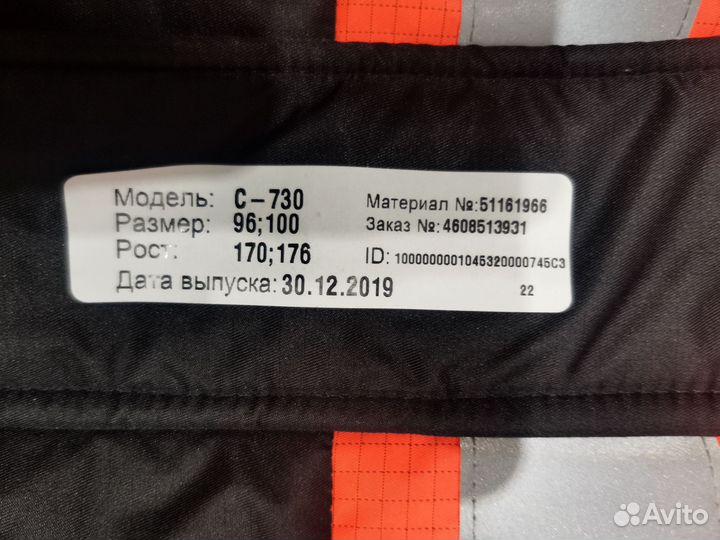 Модель: С-730
Размер: 96;100
Рост: 170;176
Дата выпуска: 30.12.2019
Материал №:51161966
Заказ №:4608513931
ID: 1000000001045320000745C3
22
Avito